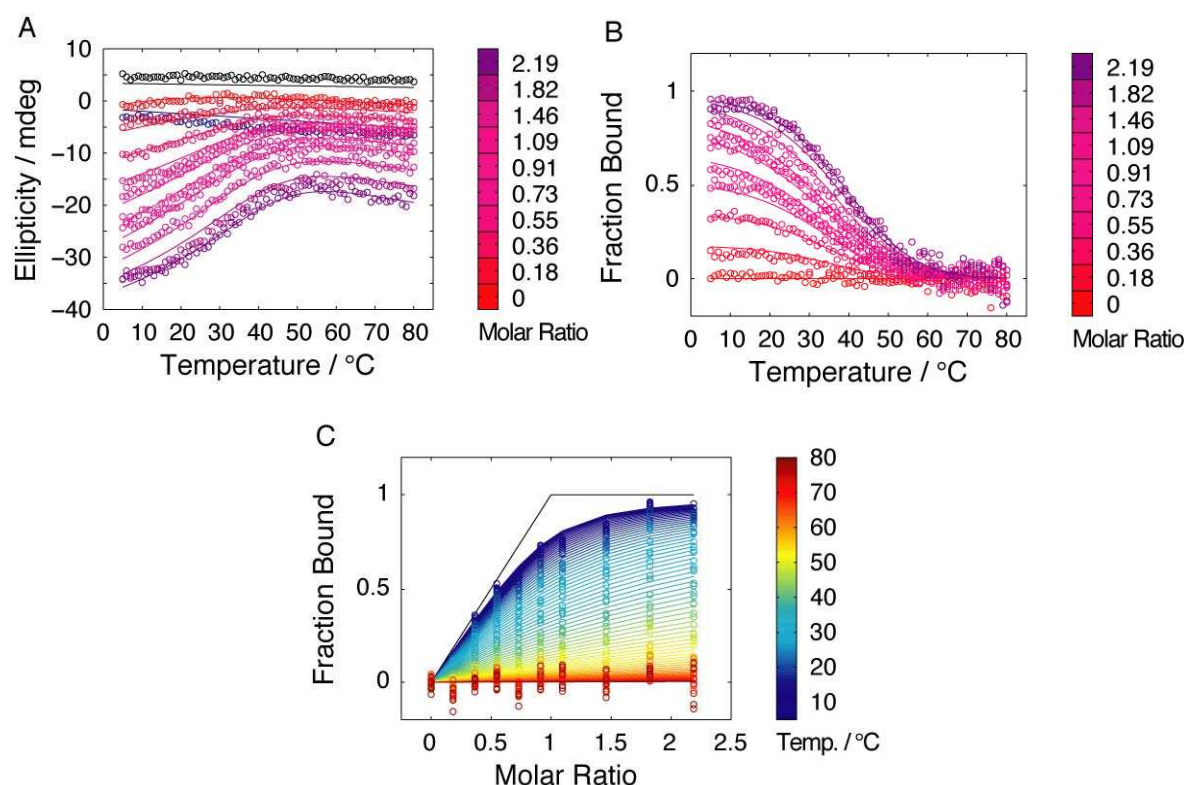 A
Ellipticity / mdeg
10
0
−10
−20
−30
−40
0 10 20 30 40 50 60 70 80
Temperature / °C
2.19
1.82
1.46
1.09
0.91
0.73
0.55
0.36
0.18
0
Molar Ratio
B
Fraction Bound
1
0.5
0
0 10 20 30 40 50 60 70 80
Temperature / °C
2.19
1.82
1.46
1.09
0.91
0.73
0.55
0.36
0.18
0
Molar Ratio
C
Fraction Bound
1
0.5
0
0 0.5 1 1.5 2 2.5
Molar Ratio
80
70
60
50
40
30
20
10
Temp. / °C